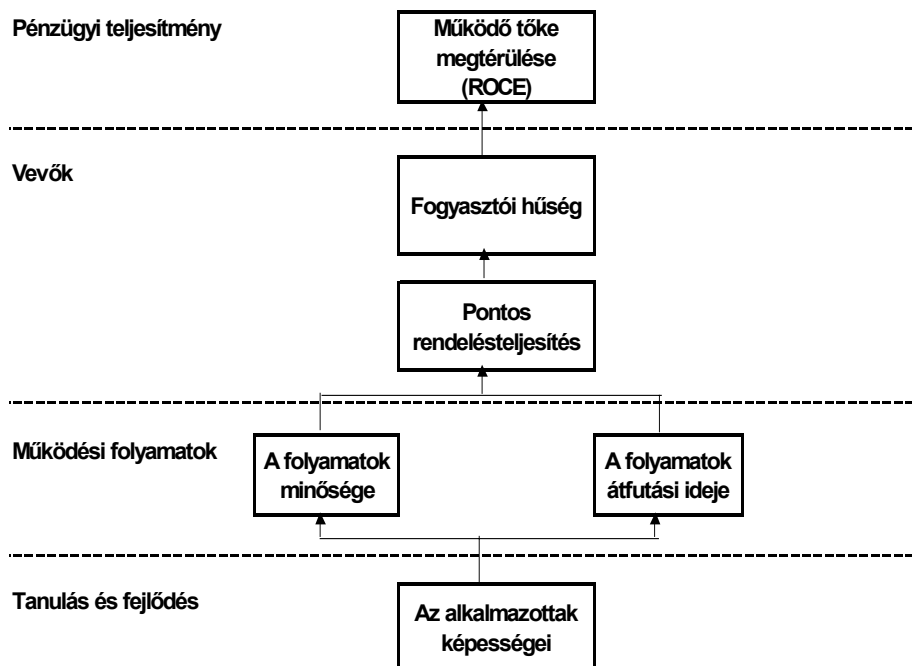 Pénzügyi teljesítmény
Működő tőke
megtérülése
(ROCE)
Vevők
Fogyasztói hűség
Pontos
rendelésteljesítés
Működési folyamatok
A folyamatok
minősége
A folyamatok
átfutási ideje
Tanulás és fejlődés
Az alkalmazottak
képességei